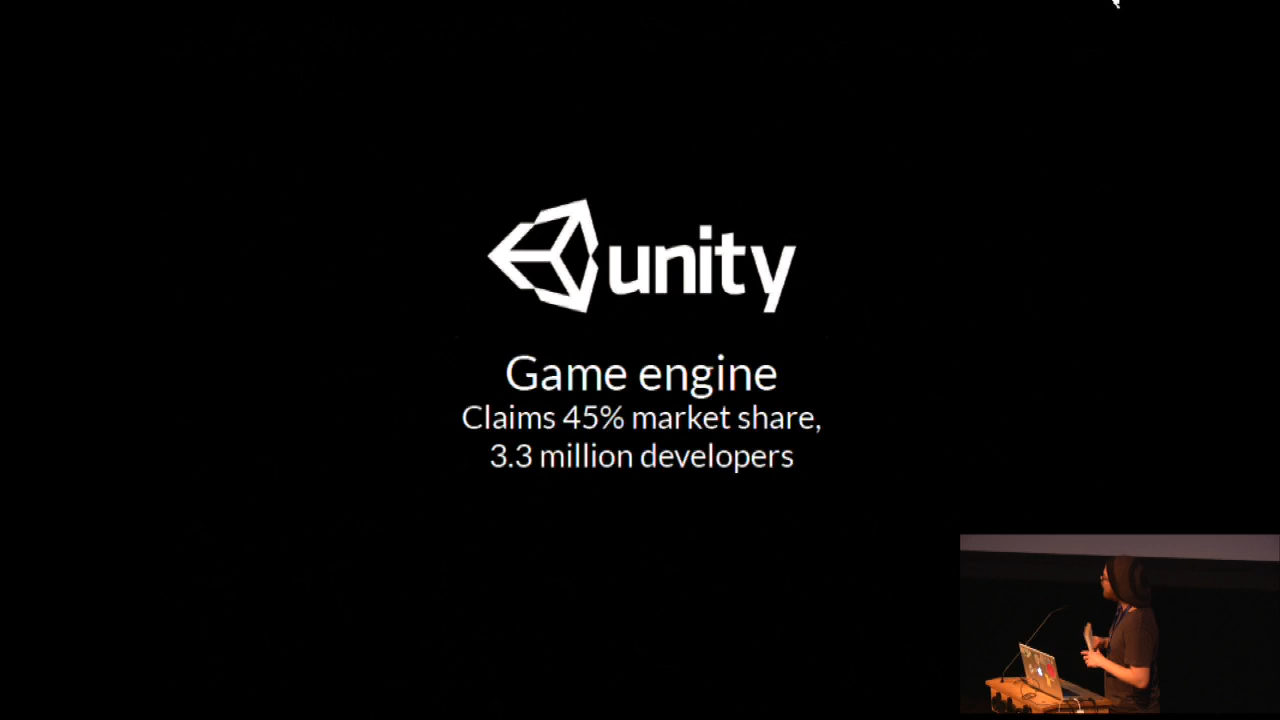 unity
Game engine
Claims 45% market share,
3.3 million developers